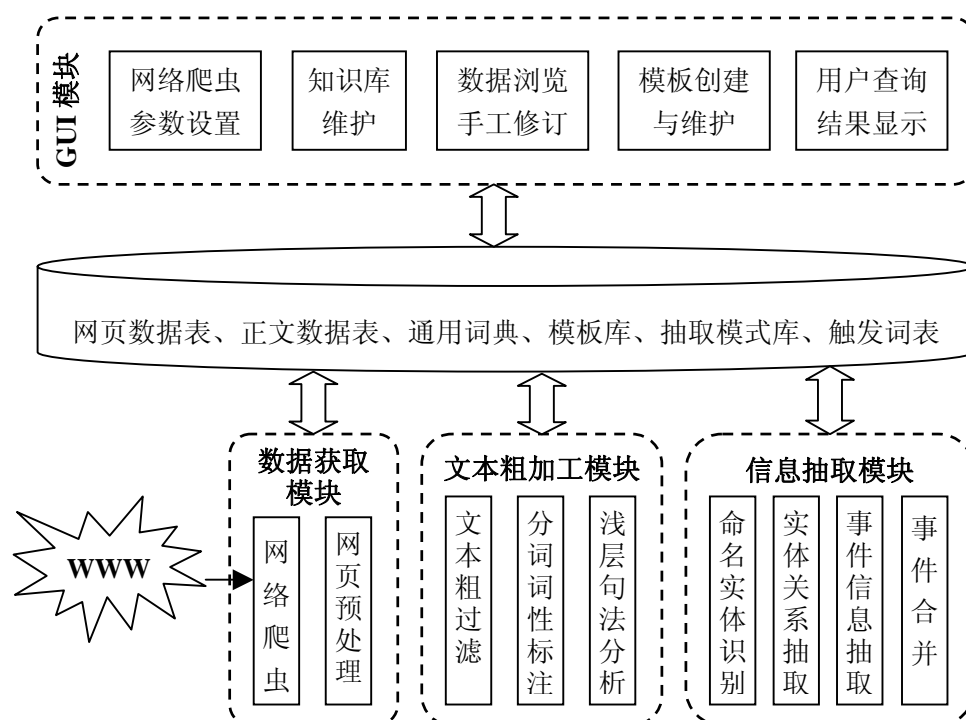 GUI 模块
网络爬虫
参数设置
知识库
维护
数据浏览
手工修订
模板创建
与维护
用户查询
结果显示
网页数据表、正文数据表、通用词典、模板库、抽取模式库、触发词表
数据获取
模块
网络爬虫
网页预处理
文本粗加工模块
文本粗过滤
分词词性标注
浅层句法分析
信息抽取模块
命名实体识别
实体关系抽取
事件信息抽取
事件合并
WWW